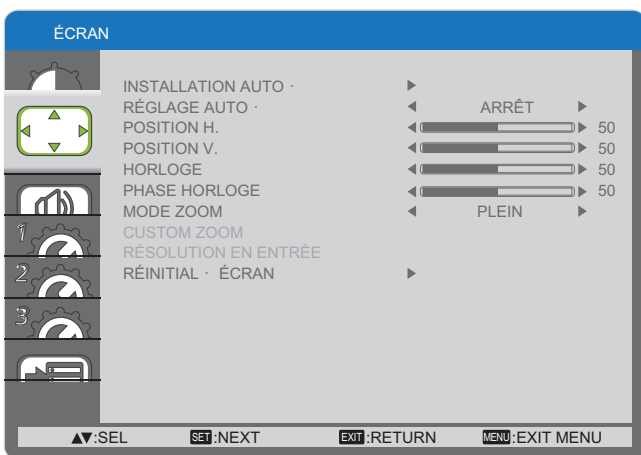 ÉCRAN
INSTALLATION AUTO ·
RÉGLAGE AUTO · ARRÊT
POSITION H. 50
POSITION V. 50
HORLOGE 50
PHASE HORLOGE 50
MODE ZOOM PLEIN
CUSTOM ZOOM
RÉSOLUTION EN ENTRÉE
RÉINITIAL · ÉCRAN
1
2
3
▲▼:SEL SET:NEXT EXIT:RETURN MENU:EXIT MENU